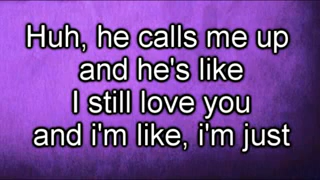 Huh, he calls me up
and he's like
I still love you
and i'm like, i'm just